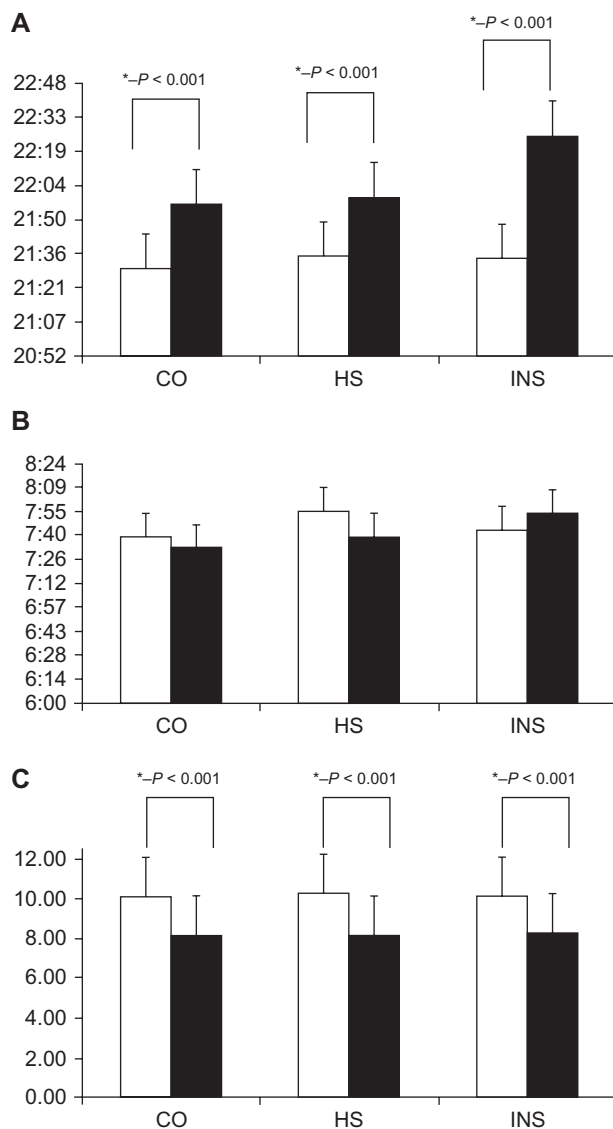 A
*–P < 0.001
*–P < 0.001
*–P < 0.001
22:48
22:33
22:19
22:04
21:50
21:36
21:21
21:07
20:52
CO HS INS
B
8:24
8:09
7:55
7:40
7:26
7:12
6:57
6:43
6:28
6:14
6:00
CO HS INS
C
*–P < 0.001 *–P < 0.001 *–P < 0.001
12.00
10.00
8.00
6.00
4.00
2.00
0.00
CO HS INS